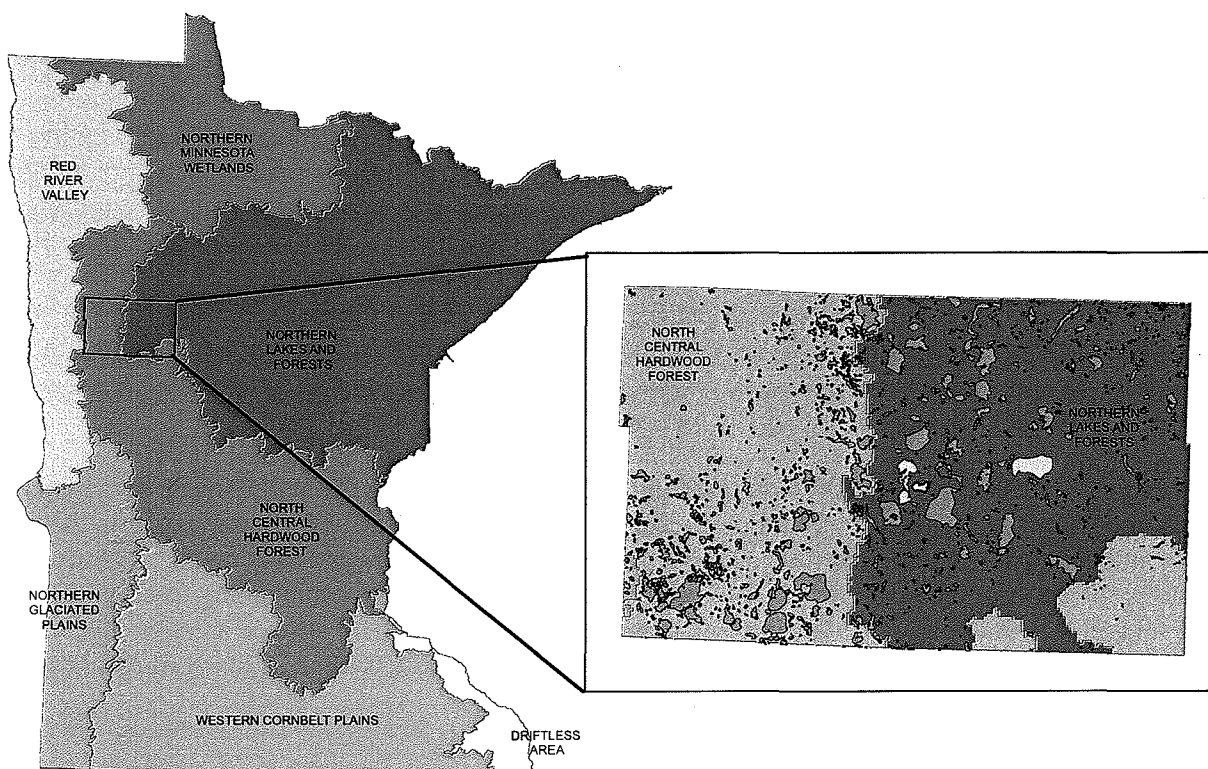 NORTHERN
MINNESOTA
WETLANDS
RED
RIVER
VALLEY
NORTHERN
LAKES AND
FORESTS
NORTH
CENTRAL
HARDWOOD
FOREST
NORTHERN
GLACIATED
PLAINS
WESTERN CORNBELT PLAINS
DRIFTLESS
AREA
NORTH
CENTRAL
HARDWOOD
FOREST
NORTHERN
LAKES AND
FOREST